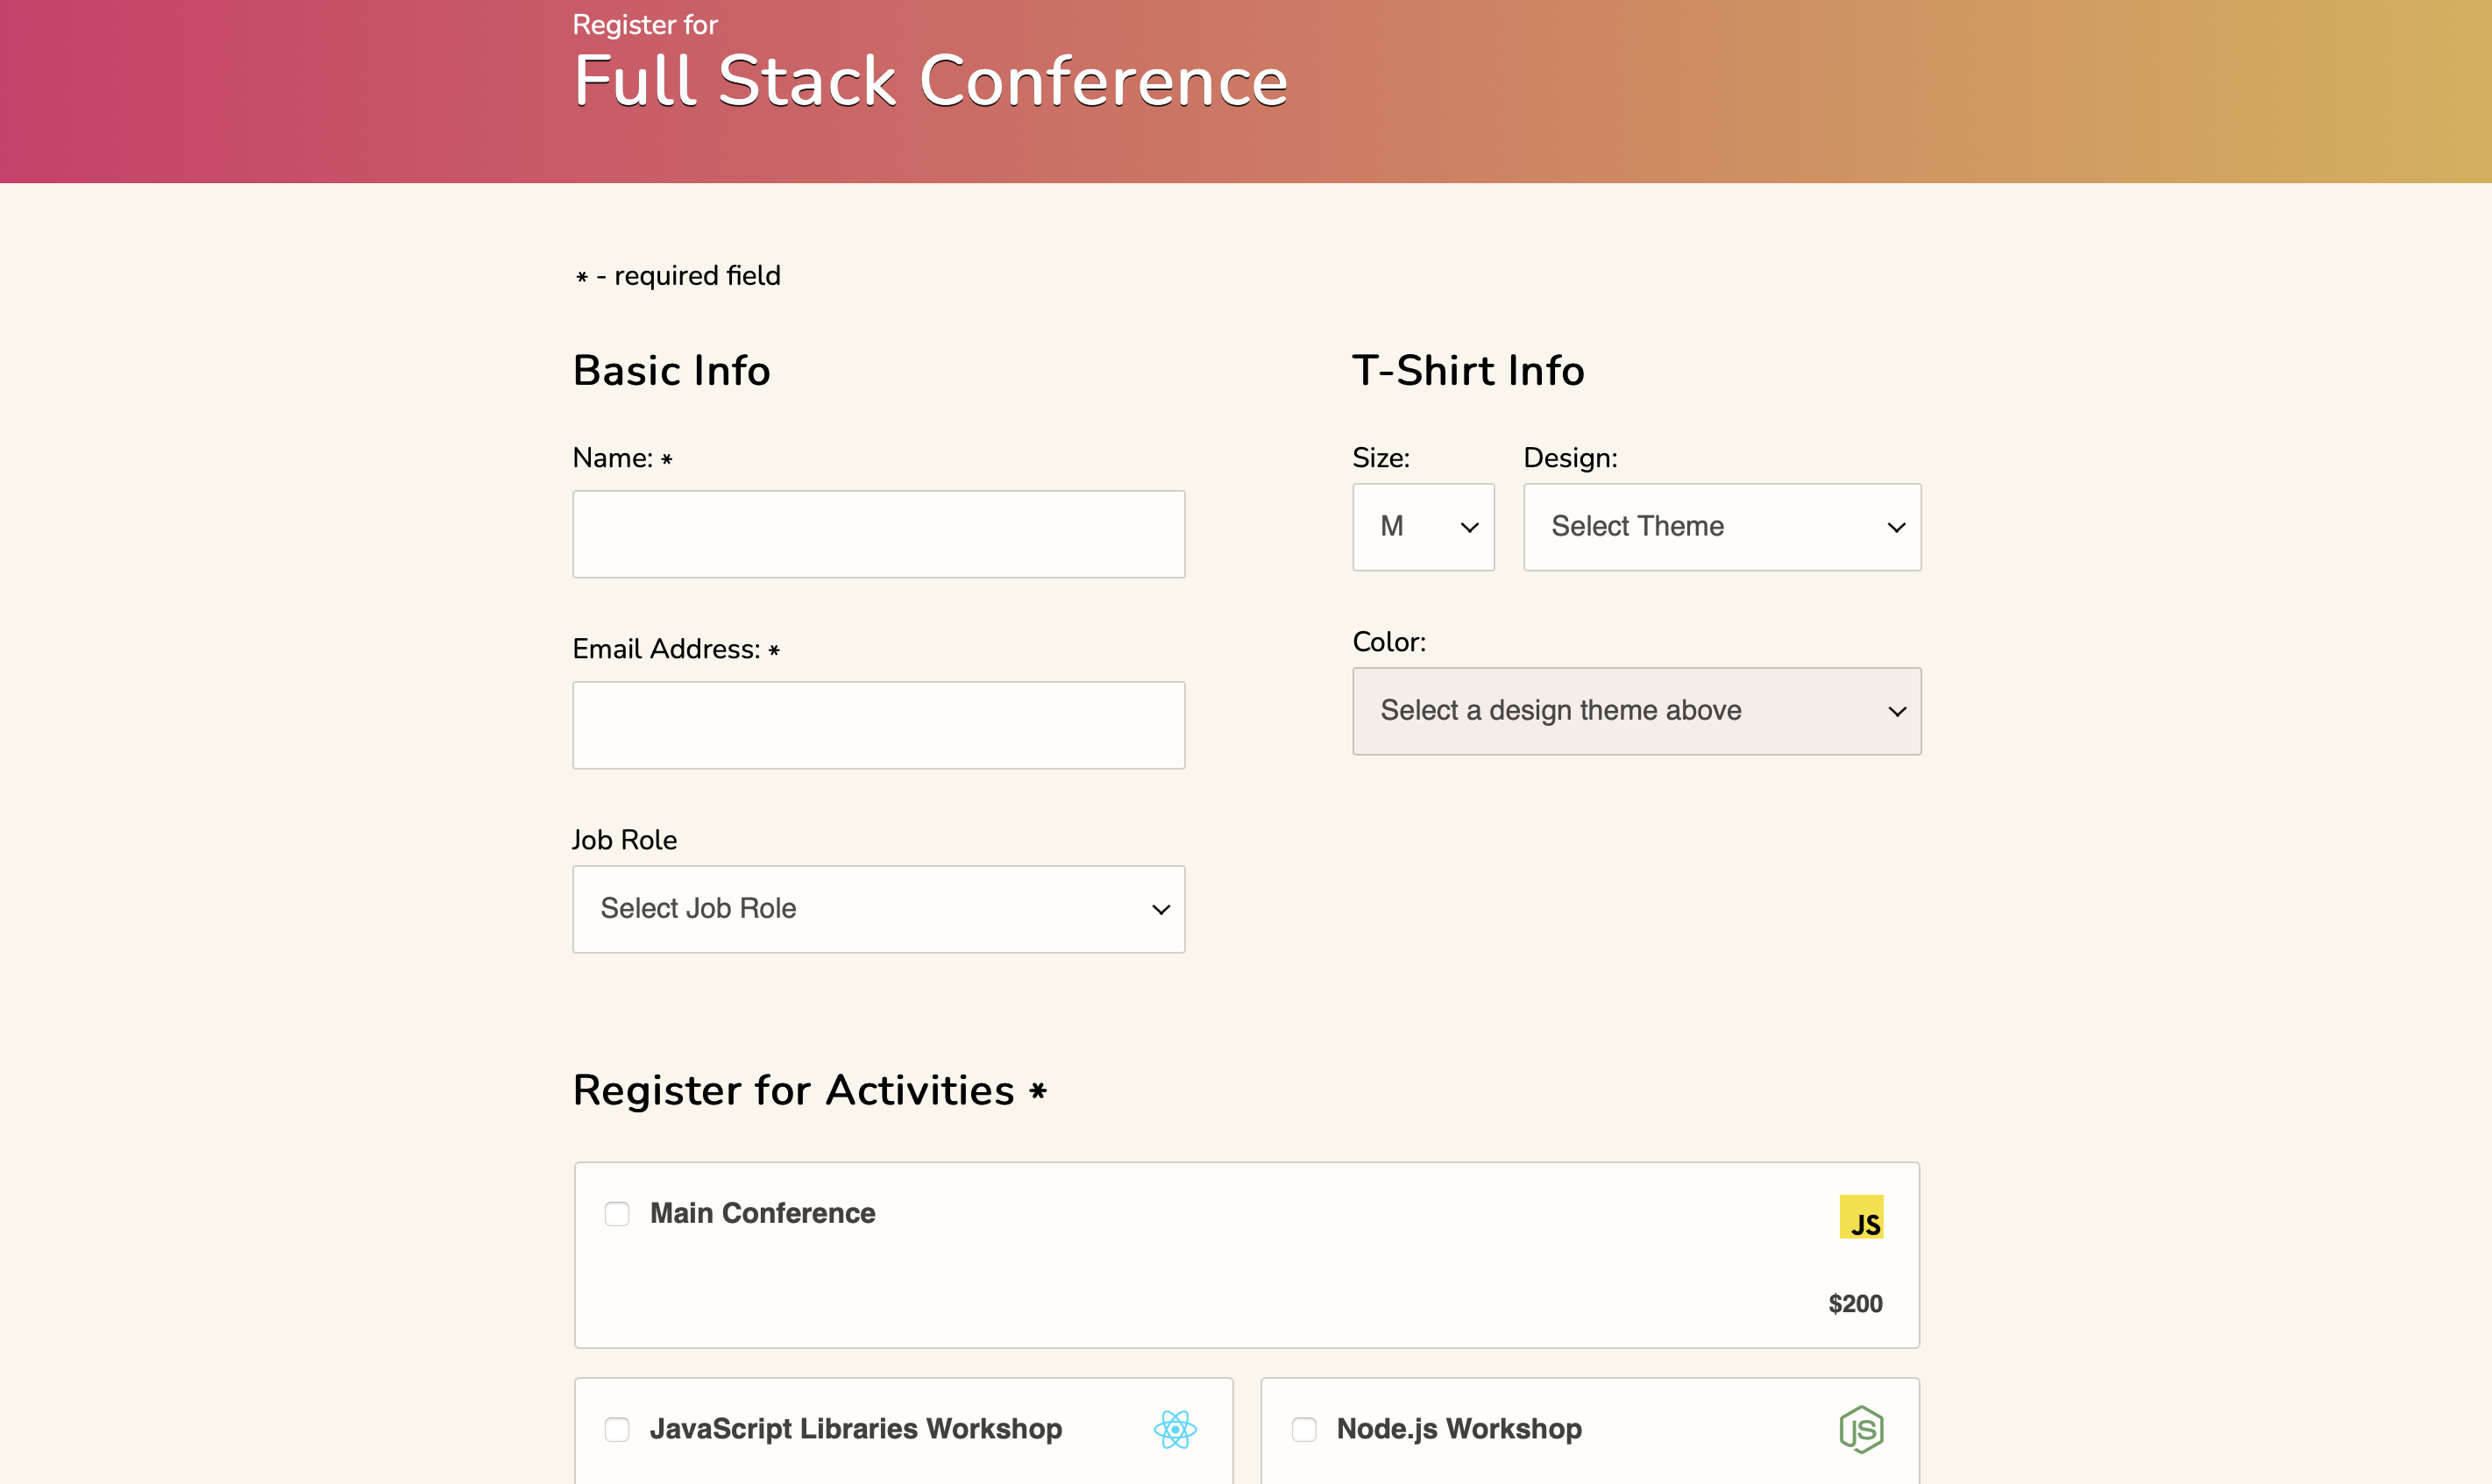 Register for
Full Stack Conference
* - required field
Basic Info
Name: *
Email Address: *
Job Role
Select Job Role
T-Shirt Info
Size:
Design:
M
Select Theme
Color:
Select a design theme above
Register for Activities *
Main Conference
JS
$200
JavaScript Libraries Workshop
Node.js Workshop
JS